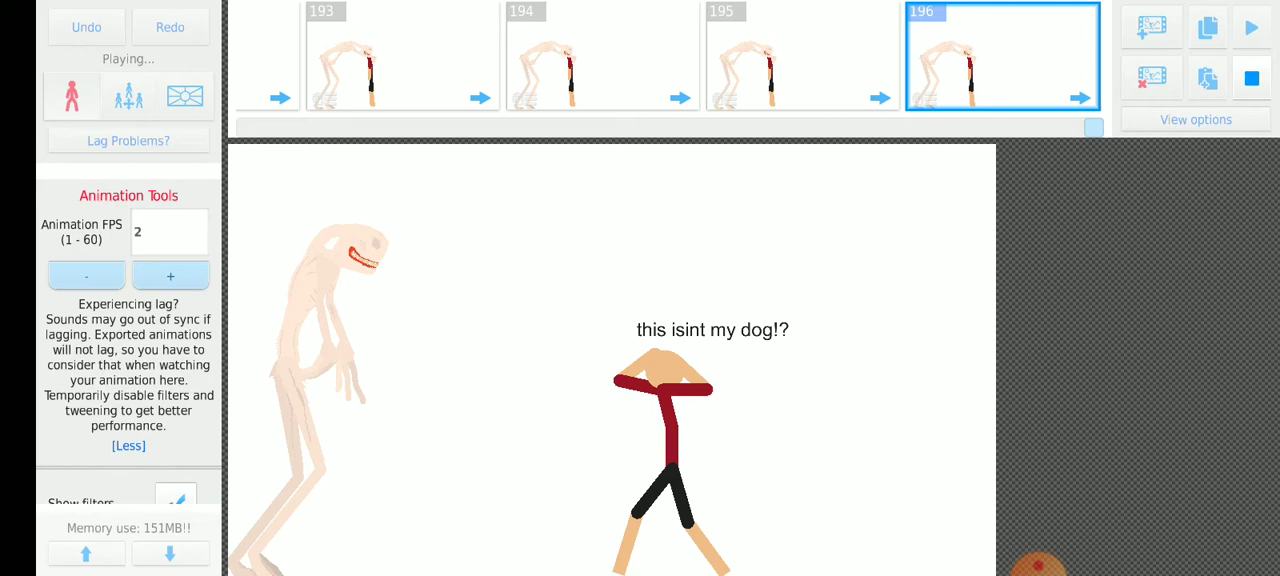 Undo
Redo
Playing...
Lag Problems?
Animation Tools
Animation FPS
(1 - 60)
2
-
+
Experiencing lag?
Sounds may go out of sync if
lagging. Exported animations
will not lag, so you have to
consider that when watching
your animation here.
Temporarily disable filters and
tweening to get better
performance.
[Less]
Show filters
Memory use: 151MB!!
193
194
195
196
View options
this isint my dog!?